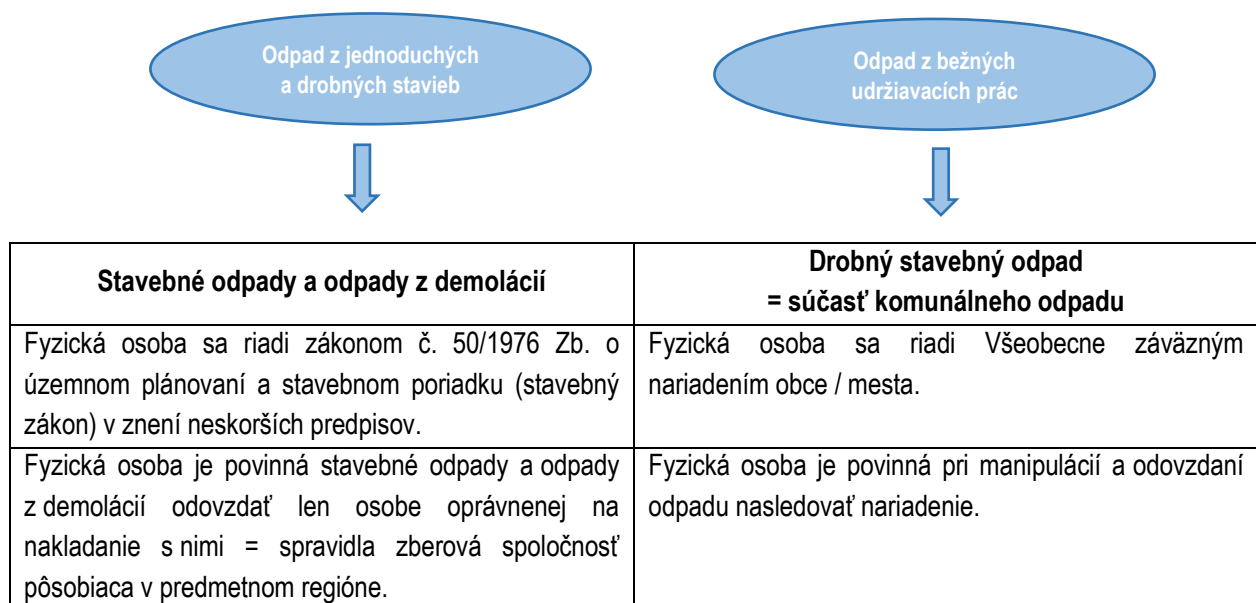 Odpad z jednoduchých
a drobných stavieb
Odpad z bežných
udržiavacích prác
Stavebné odpady a odpady z demolácií
Drobný stavebný odpad
= súčasť komunálneho odpadu
Fyzická osoba sa riadi zákonom č. 50/1976 Zb. o
územnom plánovaní a stavebnom poriadku (stavebný
zákon) v znení neskorších predpisov.
Fyzická osoba sa riadi Všeobecne záväzným
nariadením obce / mesta.
Fyzická osoba je povinná stavebné odpady a odpady
z demolácií odovzdať len osobe oprávnenej na
nakladanie s nimi = spravidla zberová spoločnosť
pôsobiaca v predmetnom regióne.
Fyzická osoba je povinná pri manipulácií a odovzdaní
odpadu nasledovať nariadenie.